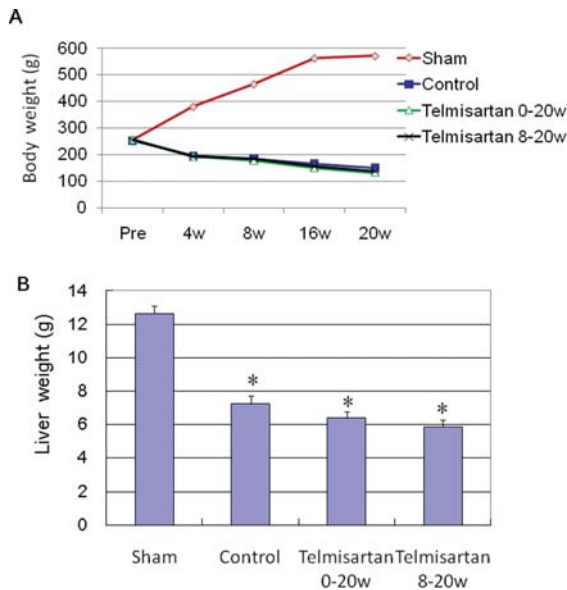 A
Body weight (g)
600
500
400
300
200
100
0
Pre 4w 8w 16w 20w
Sham
Control
Telmisartan 0-20w
Telmisartan 8-20w
B
Liver weight (g)
14
12
10
8
6
4
2
0
* * *
Sham Control Telmisartan Telmisartan
0-20w 8-20w